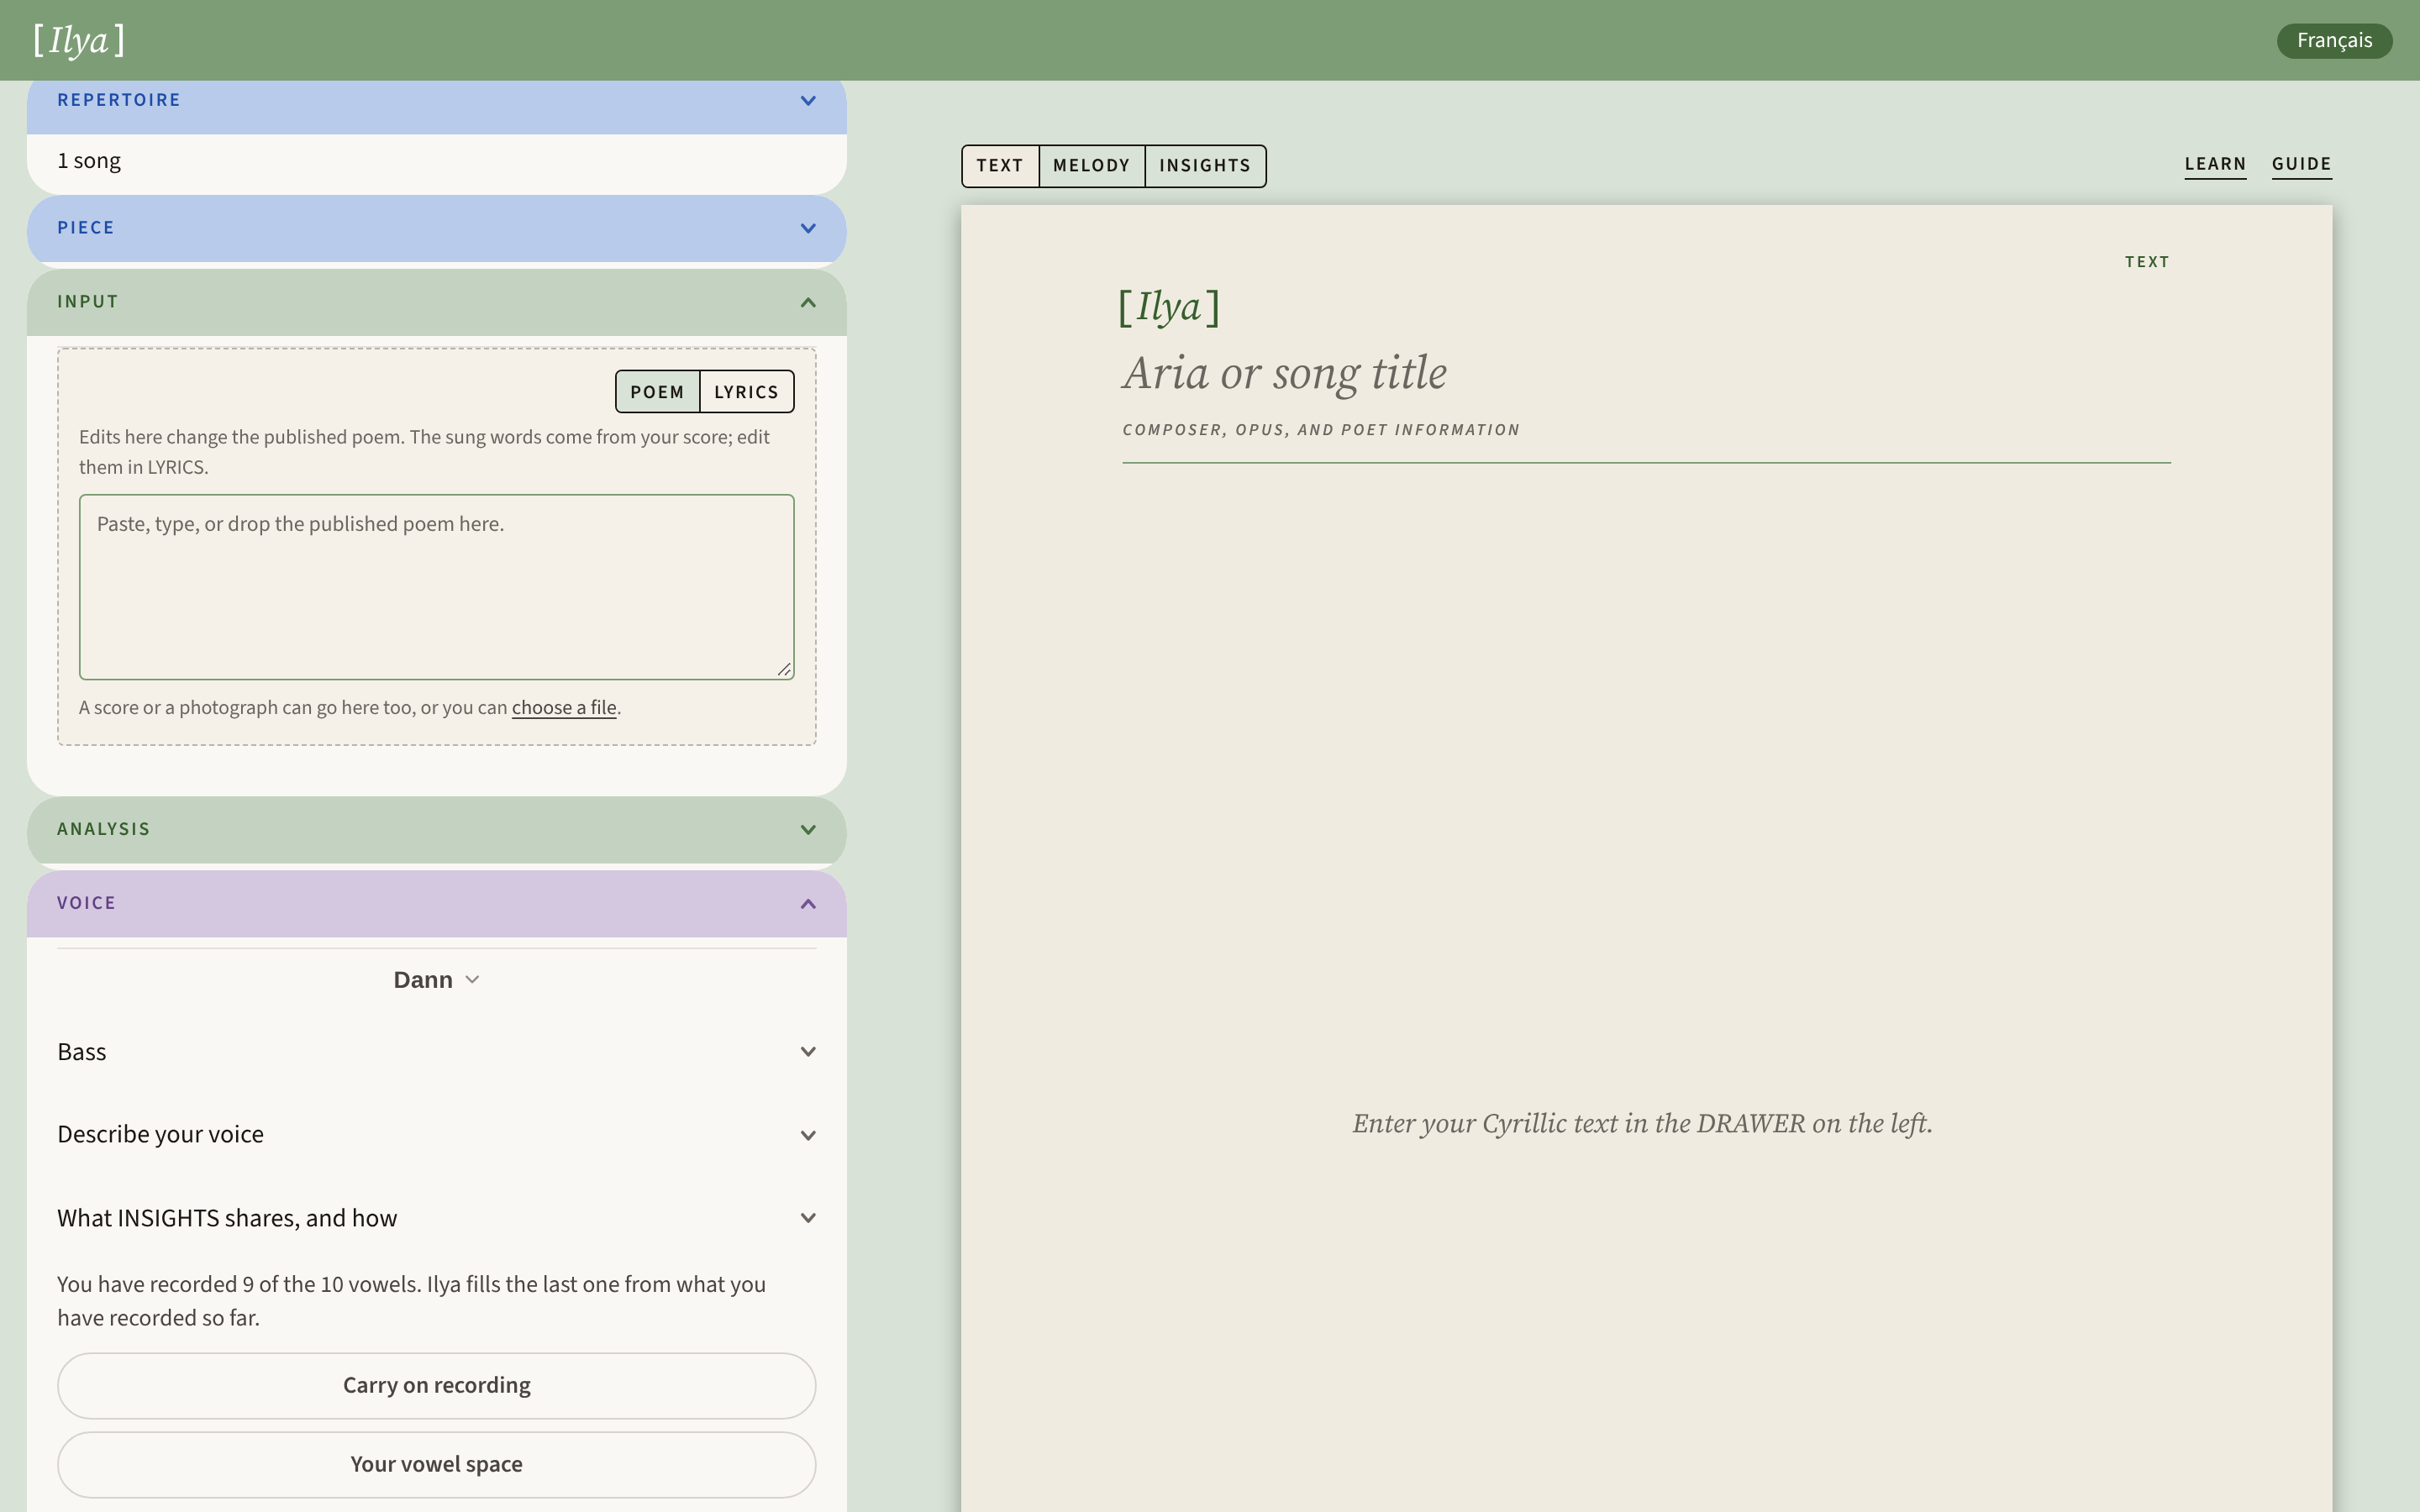 [Ilya]
Français
REPERTOIRE
1 song
PIECE
INPUT
POEM LYRICS
Edits here change the published poem. The sung words come from your score; edit
them in LYRICS.
Paste, type, or drop the published poem here.
A score or a photograph can go here too, or you can choose a file.
ANALYSIS
VOICE
Dann
Bass
Describe your voice
What INSIGHTS shares, and how
You have recorded 9 of the 10 vowels. Ilya fills the last one from what you
have recorded so far.
Carry on recording
Your vowel space
TEXT MELODY INSIGHTS
LEARN GUIDE
TEXT
[Ilya]
Aria or song title
COMPOSER, OPUS, AND POET INFORMATION
Enter your Cyrillic text in the DRAWER on the left.